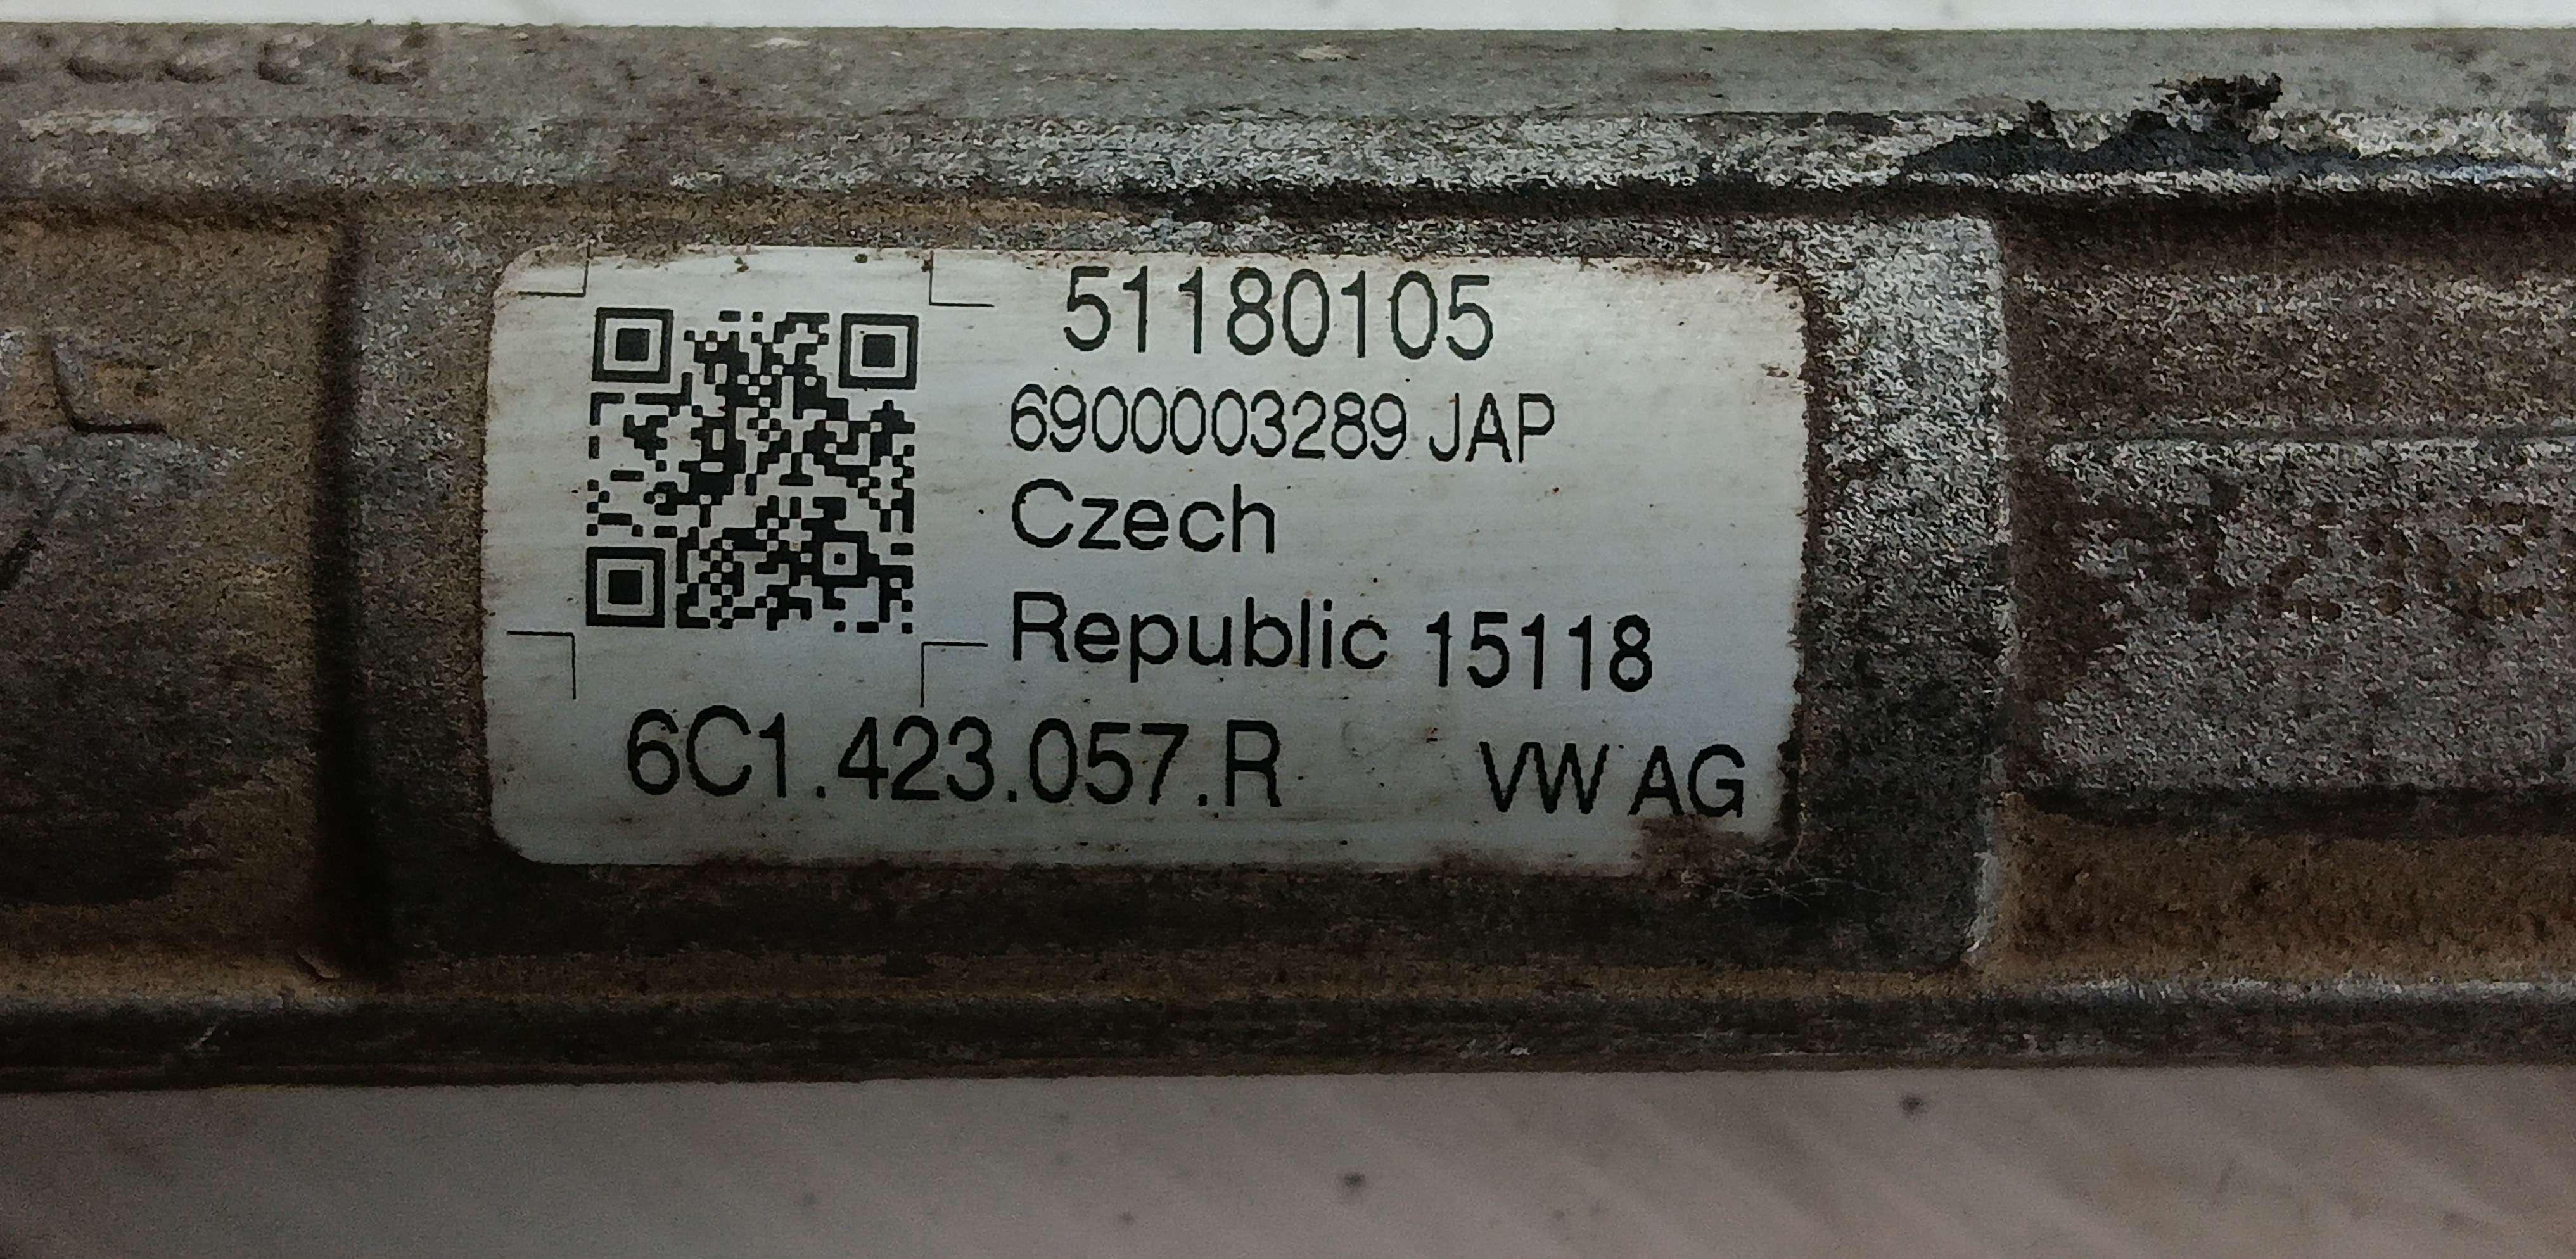 51180105
6900003289 JAP
Czech
Republic 15118
6C1.423.057.R VW AG